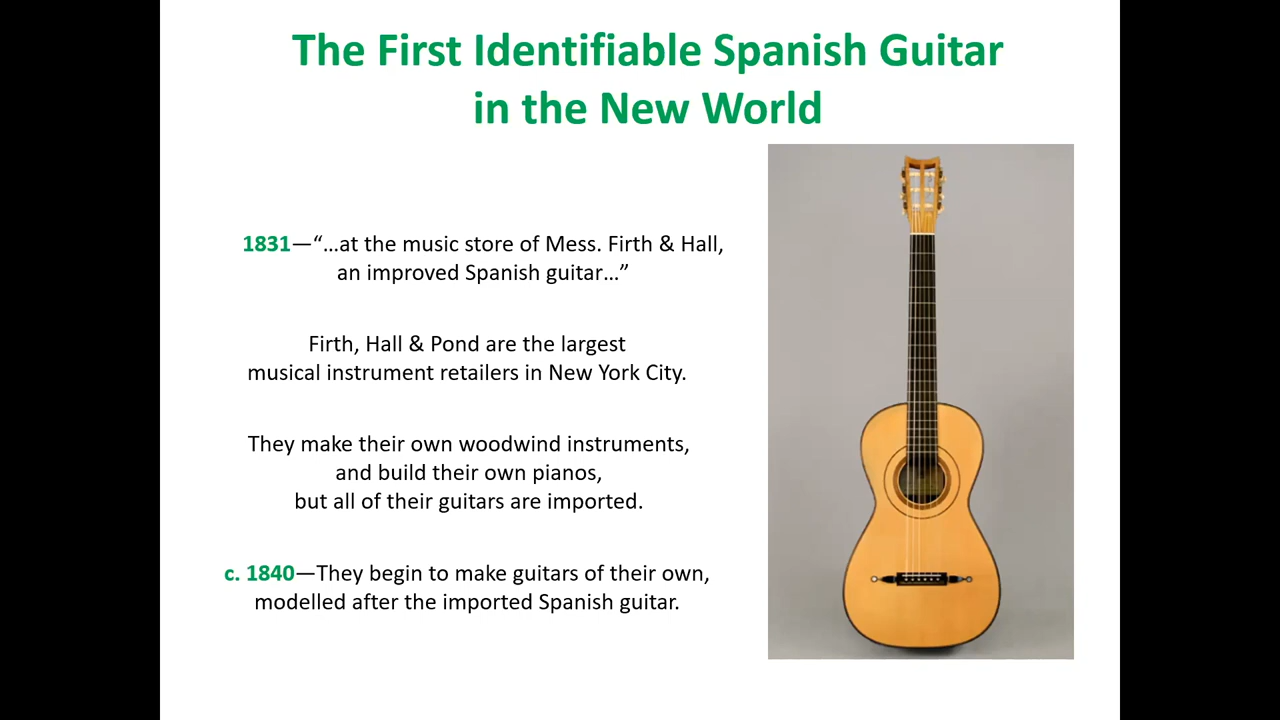 The First Identifiable Spanish Guitar
in the New World
1831—“…at the music store of Mess. Firth & Hall,
an improved Spanish guitar…”
Firth, Hall & Pond are the largest
musical instrument retailers in New York City.
They make their own woodwind instruments,
and build their own pianos,
but all of their guitars are imported.
c. 1840—They begin to make guitars of their own,
modelled after the imported Spanish guitar.